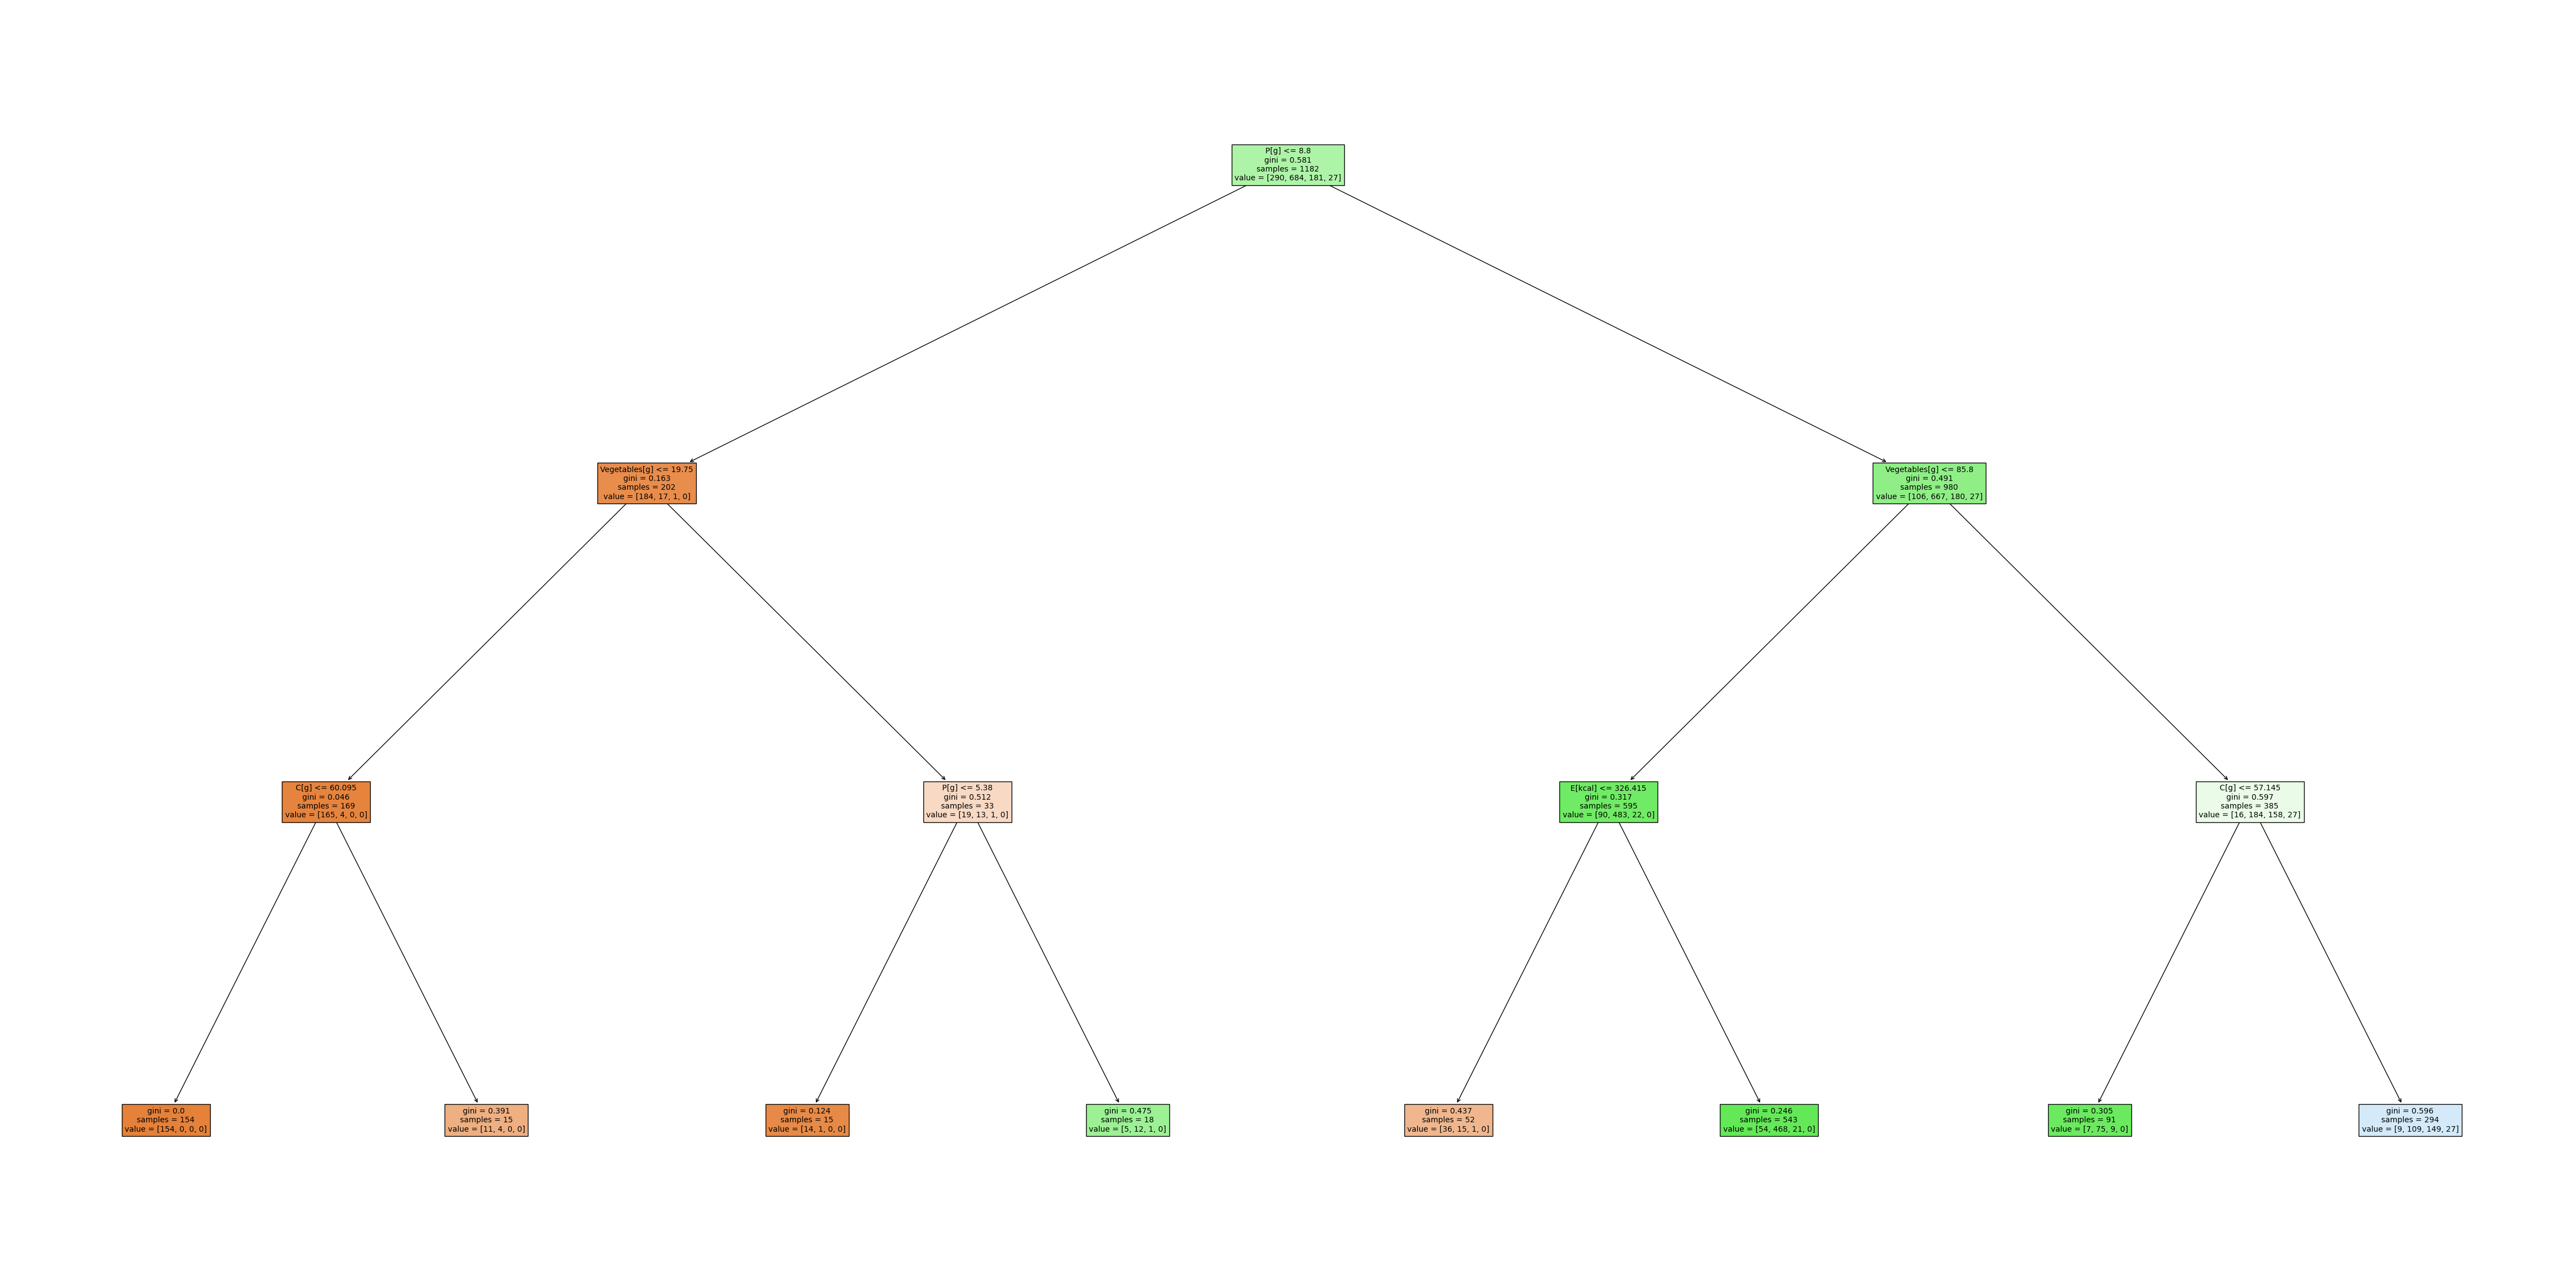 P[g] <= 8.8
gini = 0.581
samples = 1182
value = [290, 684, 181, 27]
Vegetables[g] <= 19.75
gini = 0.163
samples = 202
value = [184, 17, 1, 0]
Vegetables[g] <= 85.8
gini = 0.491
samples = 980
value = [106, 667, 180, 27]
C[g] <= 60.095
gini = 0.046
samples = 169
value = [165, 4, 0, 0]
P[g] <= 5.38
gini = 0.512
samples = 33
value = [19, 13, 1, 0]
E[kcal] <= 326.415
gini = 0.317
samples = 595
value = [90, 483, 22, 0]
C[g] <= 57.145
gini = 0.597
samples = 385
value = [16, 184, 158, 27]
gini = 0.0
samples = 154
value = [154, 0, 0, 0]
gini = 0.391
samples = 15
value = [11, 4, 0, 0]
gini = 0.124
samples = 15
value = [14, 1, 0, 0]
gini = 0.475
samples = 18
value = [5, 12, 1, 0]
gini = 0.437
samples = 52
value = [36, 15, 1, 0]
gini = 0.246
samples = 543
value = [54, 468, 21, 0]
gini = 0.305
samples = 91
value = [7, 75, 9, 0]
gini = 0.596
samples = 294
value = [9, 109, 149, 27]